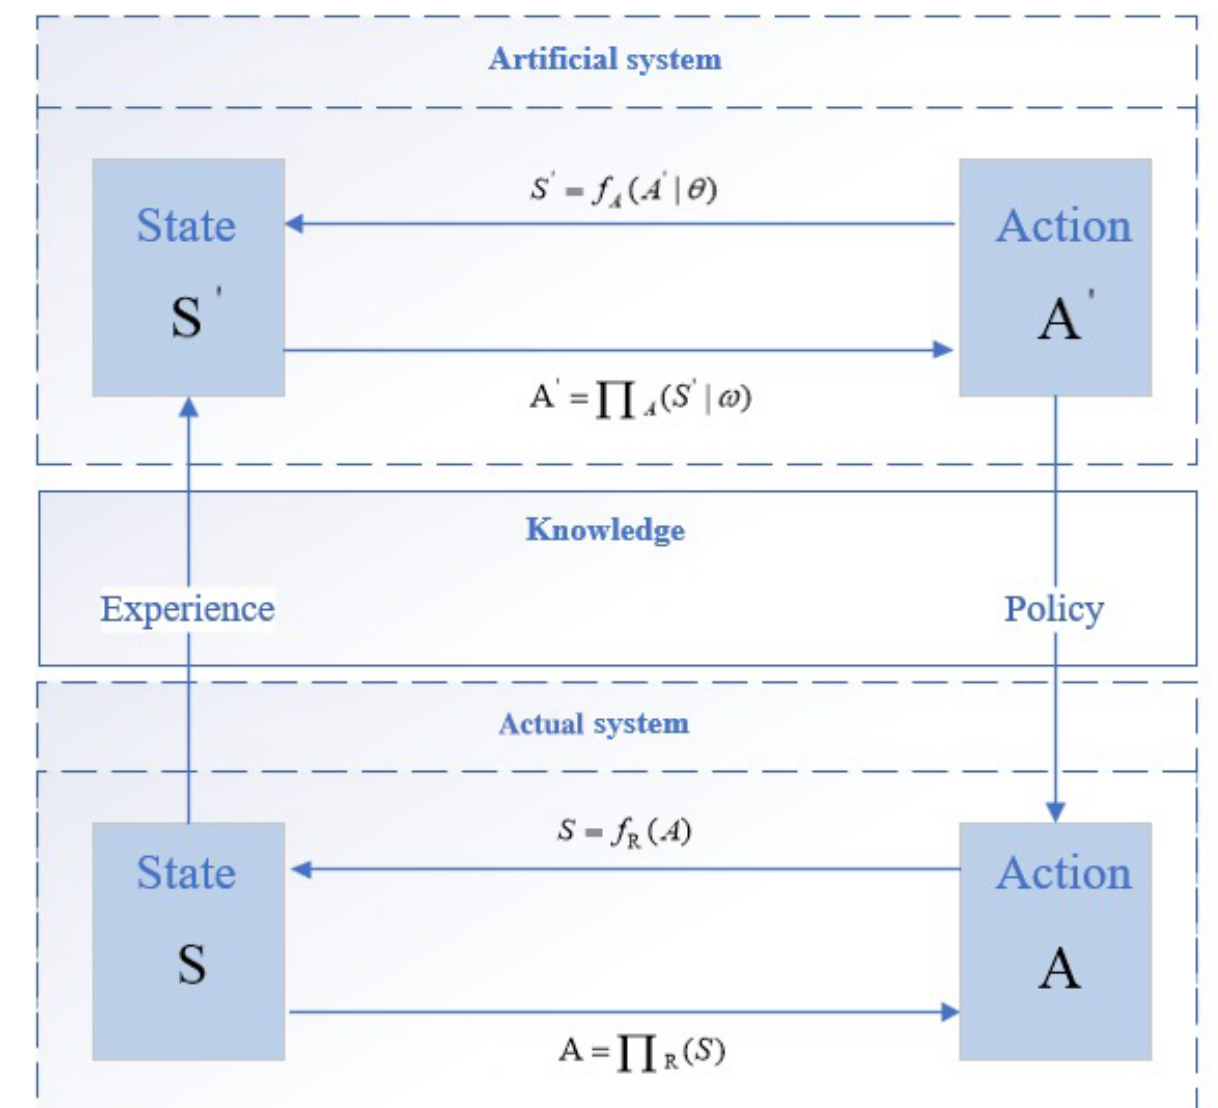 Artificial system
S' = f_A(A' | θ)
State
S'
Action
A'
A' = ∏_A(S' | ω)
Knowledge
Experience
Policy
Actual system
S = f_R(A)
State
S
Action
A
A = ∏_R(S)